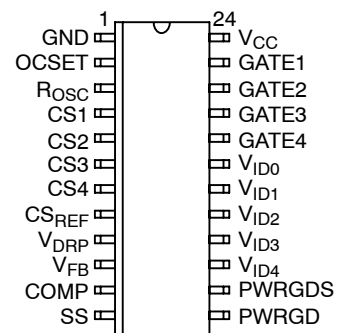 1 24
GND VCC
OCSET GATE1
ROSC GATE2
CS1 GATE3
CS2 GATE4
CS3 VID0
CS4 VID1
CSREF VID2
VDRP VID3
VFB VID4
COMP PWRGDS
SS PWRGD